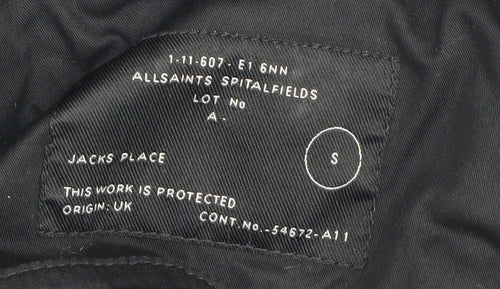 1-11-607- E1 6NN
ALLSAINTS SPITALFIELDS
LOT No
A.
S
JACKS PLACE
THIS WORK IS PROTECTED
ORIGIN: UK
CONT.No.-54672-A11